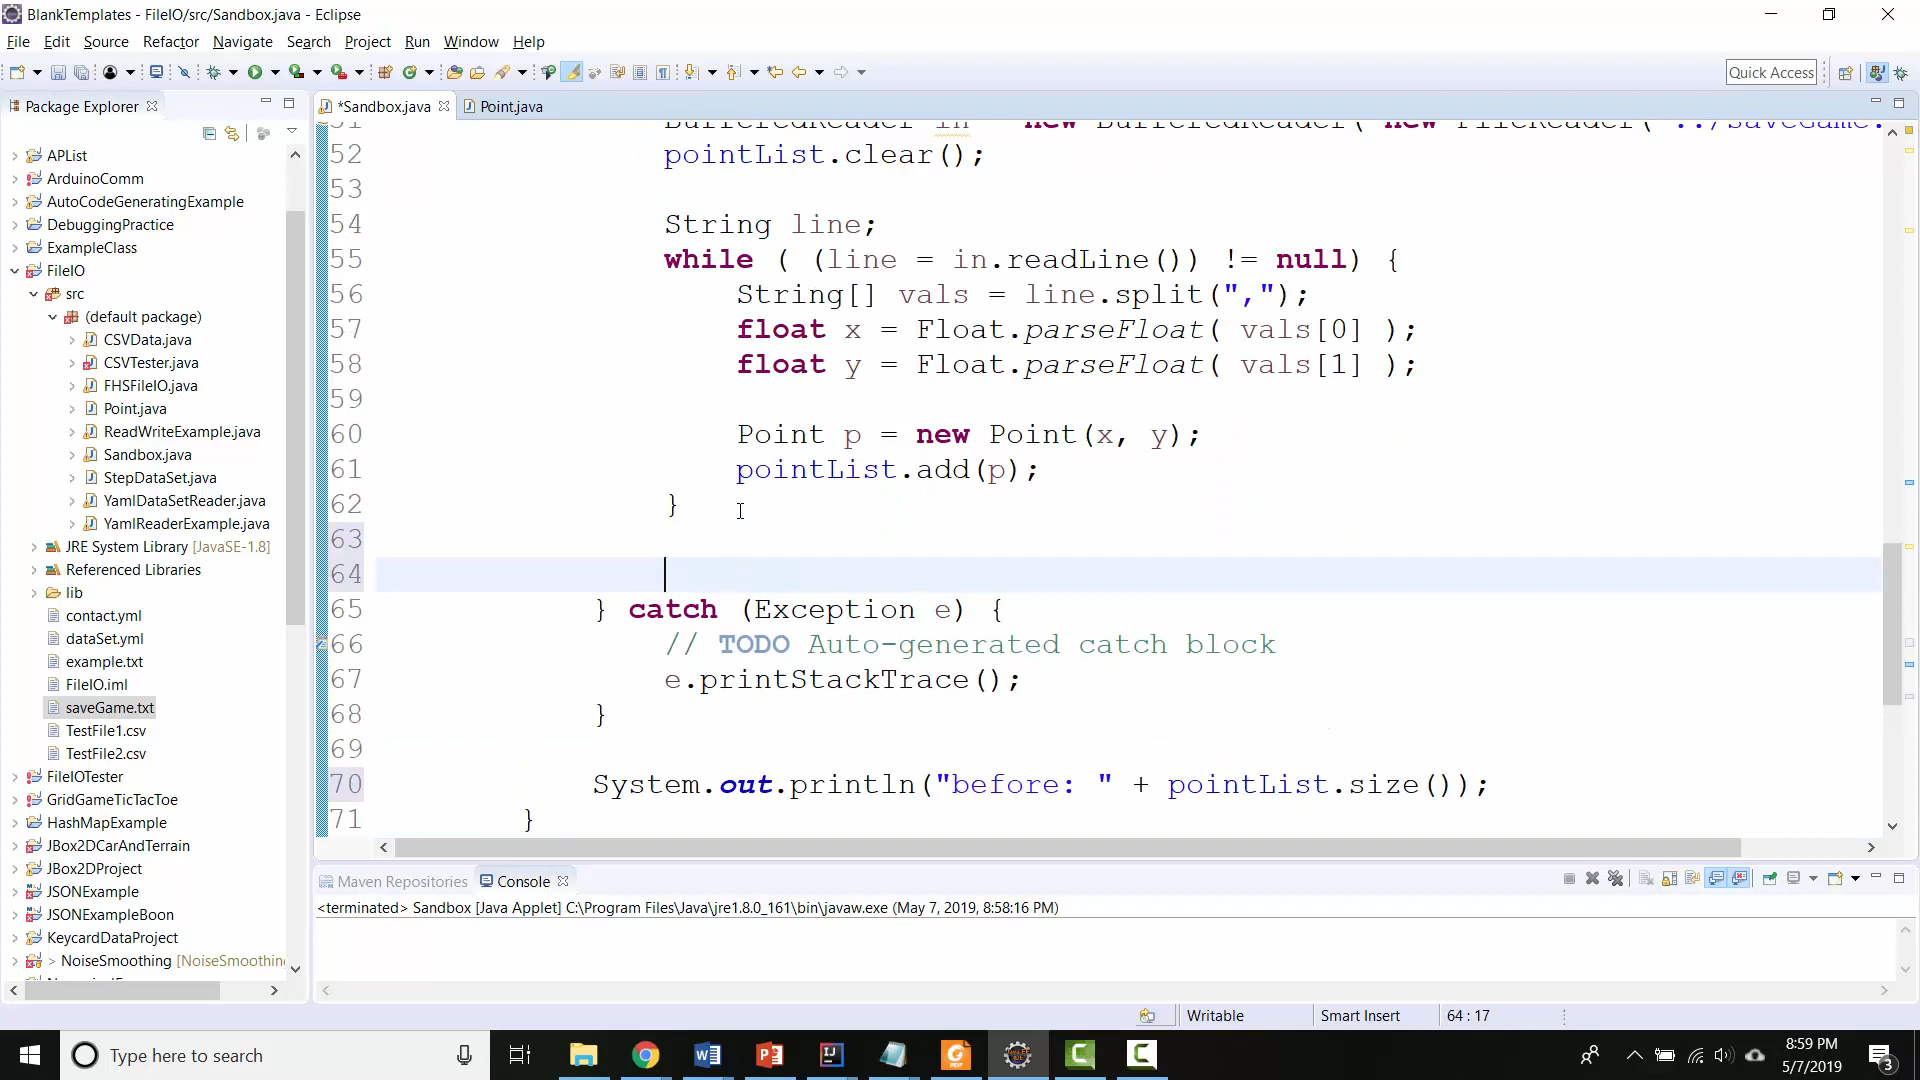 BlankTemplates - FileIO/src/Sandbox.java - Eclipse
File Edit Source Refactor Navigate Search Project Run Window Help
Quick Access
Package Explorer
*Sandbox.java
Point.java
APList
ArduinoComm
AutoCodeGeneratingExample
DebuggingPractice
ExampleClass
FileIO
src
(default package)
CSVData.java
CSVTester.java
FHSFileIO.java
Point.java
ReadWriteExample.java
Sandbox.java
StepDataSet.java
YamlDataSetReader.java
YamlReaderExample.java
JRE System Library [JavaSE-1.8]
Referenced Libraries
lib
contact.yml
dataSet.yml
example.txt
FileIO.iml
saveGame.txt
TestFile1.csv
TestFile2.csv
FileIOTester
GridGameTicTacToe
HashMapExample
JBox2DCarAndTerrain
JBox2DProject
JSONExample
JSONExampleBoon
KeycardDataProject
> NoiseSmoothing [NoiseSmoothin
51 BufferedReader in = new BufferedReader( new FileReader( "../saveGame.
52 pointList.clear();
53
54 String line;
55 while ( (line = in.readLine()) != null) {
56 String[] vals = line.split(",");
57 float x = Float.parseFloat( vals[0] );
58 float y = Float.parseFloat( vals[1] );
59
60 Point p = new Point(x, y);
61 pointList.add(p);
62 }
63
64
65 } catch (Exception e) {
66 // TODO Auto-generated catch block
67 e.printStackTrace();
68 }
69
70 System.out.println("before: " + pointList.size());
71 }
Maven Repositories
Console
<terminated> Sandbox [Java Applet] C:\Program Files\Java\jre1.8.0_161\bin\javaw.exe (May 7, 2019, 8:58:16 PM)
Writable
Smart Insert
64 : 17
Type here to search
8:59 PM
5/7/2019
3